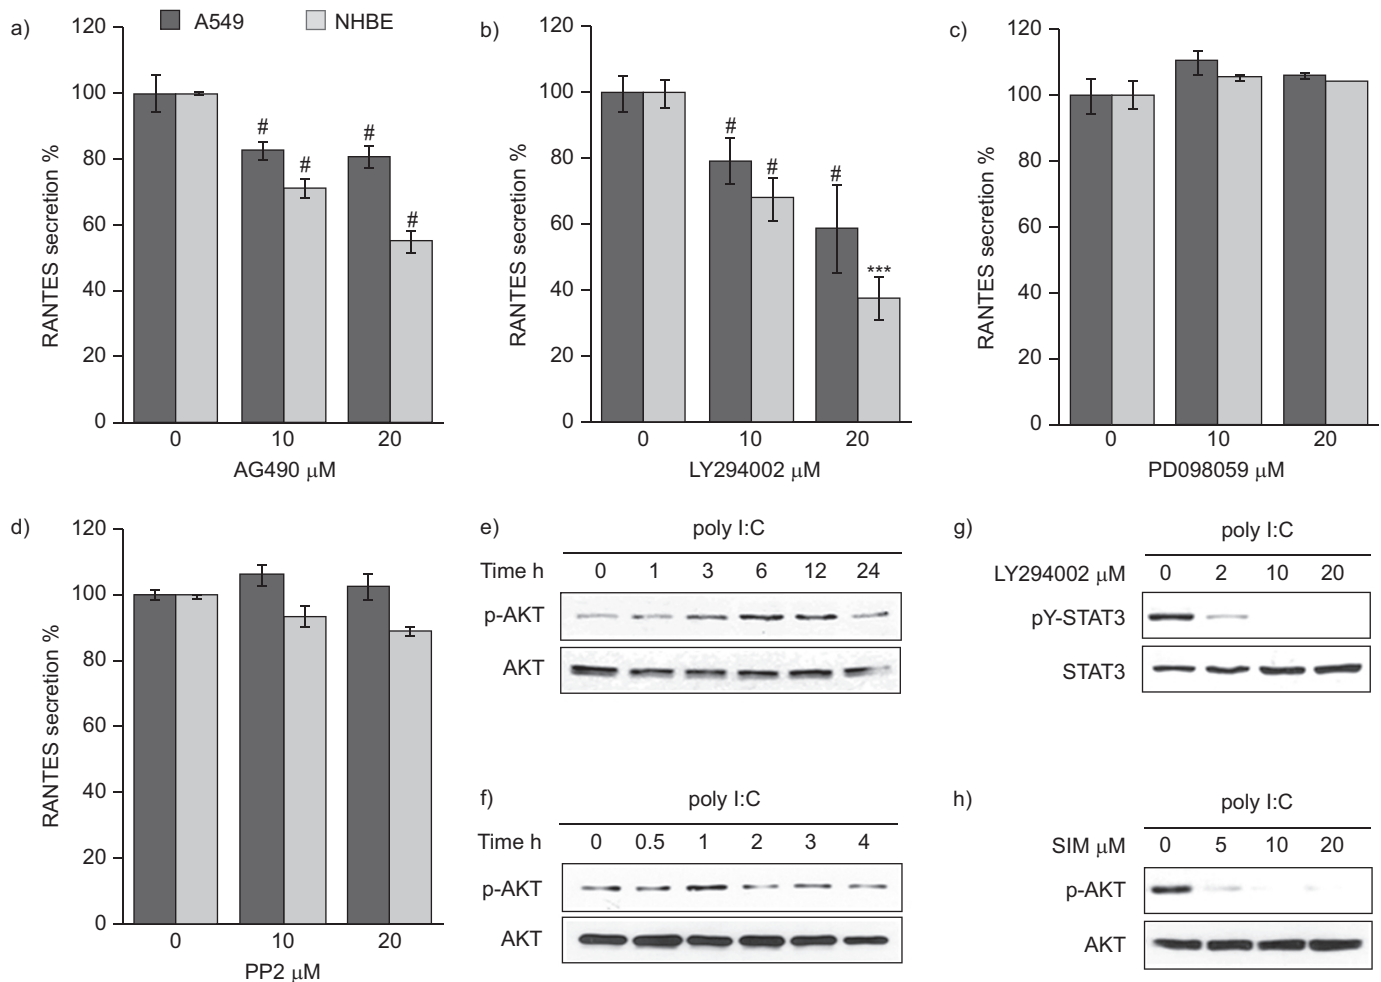 a)
A549 NHBE
120
100
80
60
40
20
0
RANTES secretion %
# # # #
0 10 20
AG490 μM
b)
120
100
80
60
40
20
0
RANTES secretion %
# # # ***
0 10 20
LY294002 μM
c)
120
100
80
60
40
20
0
RANTES secretion %
0 10 20
PD098059 μM
d)
120
100
80
60
40
20
0
RANTES secretion %
0 10 20
PP2 μM
e)
poly I:C
Time h 0 1 3 6 12 24
p-AKT
AKT
f)
poly I:C
Time h 0 0.5 1 2 3 4
p-AKT
AKT
g)
poly I:C
LY294002 μM 0 2 10 20
pY-STAT3
STAT3
h)
poly I:C
SIM μM 0 5 10 20
p-AKT
AKT